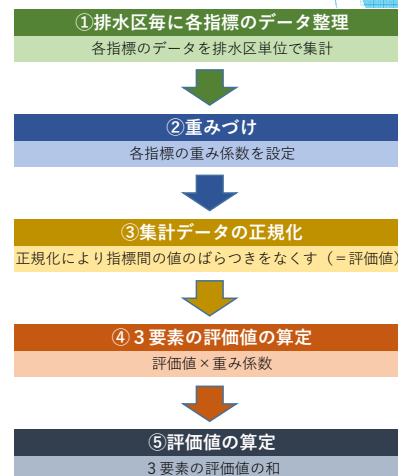 ①排水区毎に各指標のデータ整理
各指標のデータを排水区単位で集計
②重みづけ
各指標の重み係数を設定
③集計データの正規化
正規化により指標間の値のばらつきをなくす（＝評価値）
④３要素の評価値の算定
評価値×重み係数
⑤評価値の算定
３要素の評価値の和